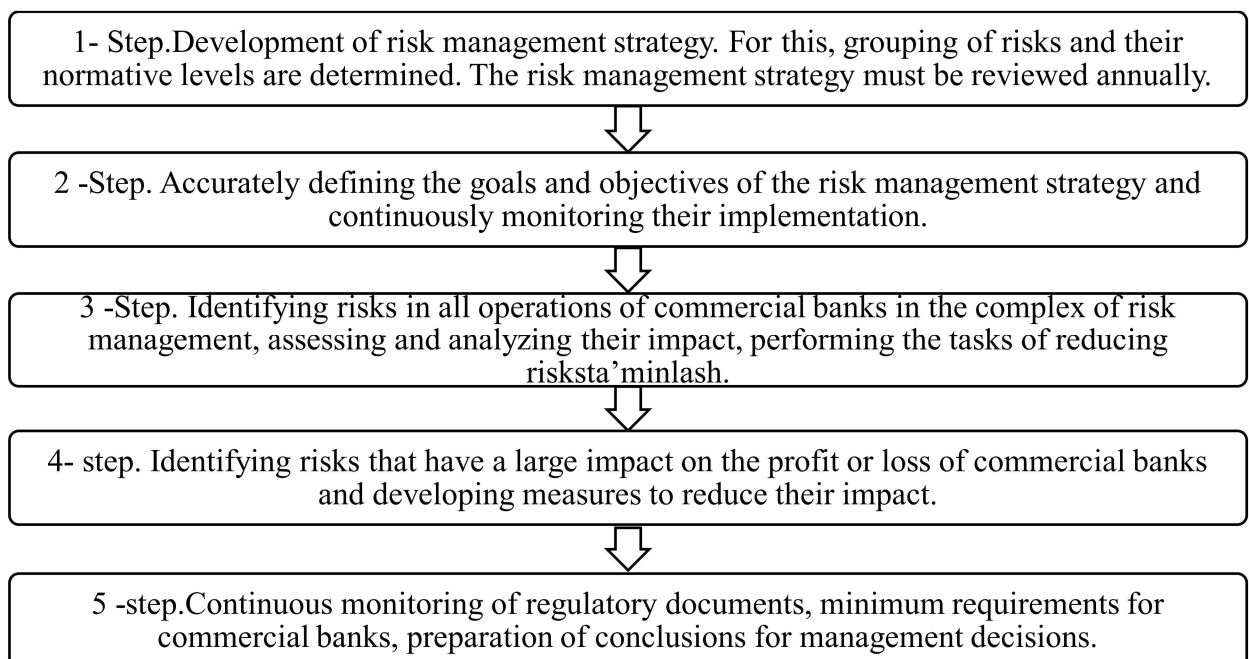 1- Step.Development of risk management strategy. For this, grouping of risks and their
normative levels are determined. The risk management strategy must be reviewed annually.
2 -Step. Accurately defining the goals and objectives of the risk management strategy and
continuously monitoring their implementation.
3 -Step. Identifying risks in all operations of commercial banks in the complex of risk
management, assessing and analyzing their impact, performing the tasks of reducing
risksta’minlash.
4- step. Identifying risks that have a large impact on the profit or loss of commercial banks
and developing measures to reduce their impact.
5 -step.Continuous monitoring of regulatory documents, minimum requirements for
commercial banks, preparation of conclusions for management decisions.